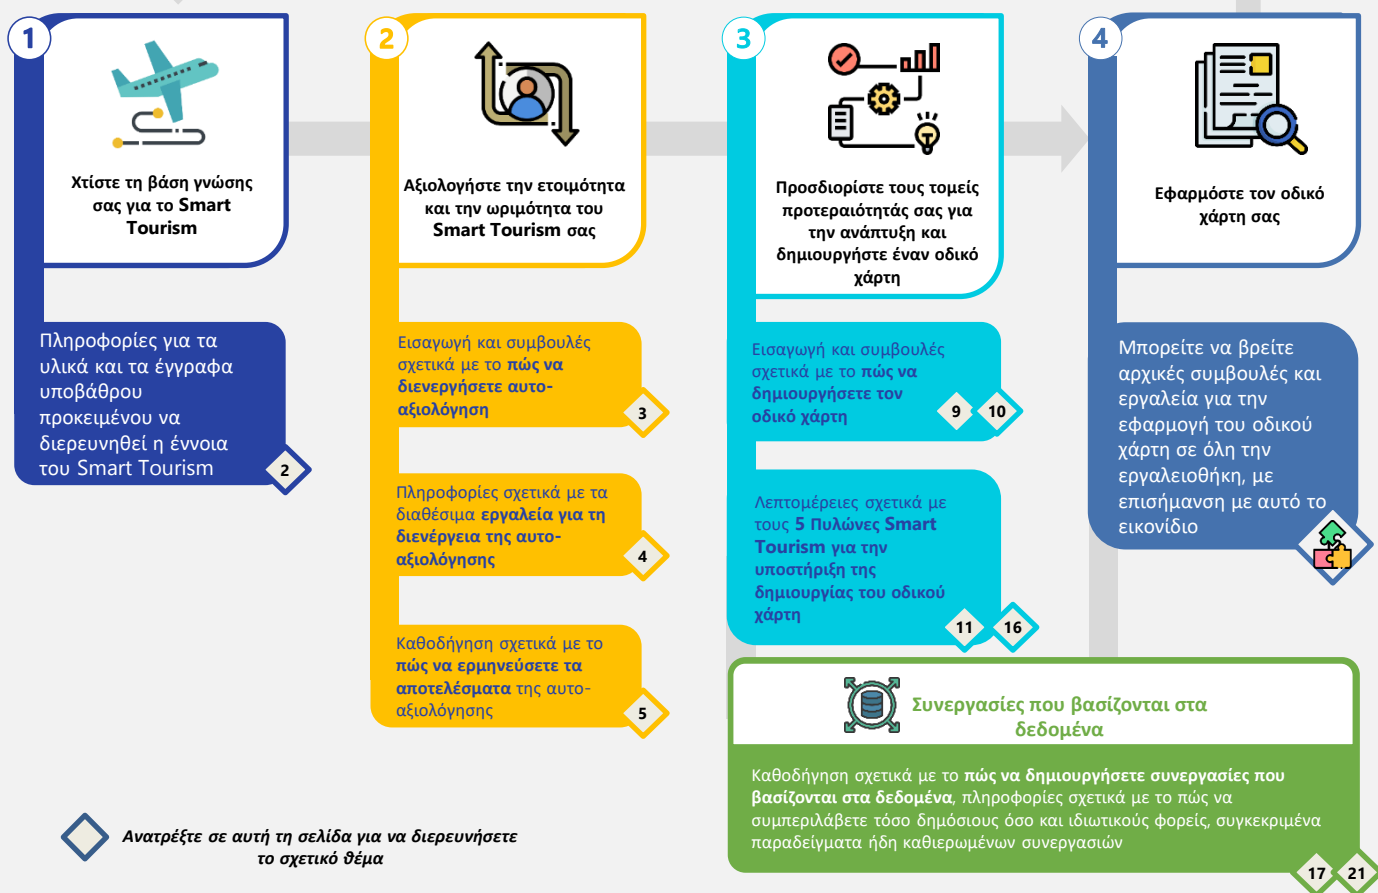 1
Χτίστε τη βάση γνώσης
σας για το Smart
Tourism
Πληροφορίες για τα
υλικά και τα έγγραφα
υποβάθρου
προκειμένου να
διερευνηθεί η έννοια
του Smart Tourism
2
2
Αξιολογήστε την ετοιμότητα
και την ωριμότητα του
Smart Tourism σας
Εισαγωγή και συμβουλές
σχετικά με το πώς να
διενεργήσετε αυτο-
αξιολόγηση
3
Πληροφορίες σχετικά με τα
διαθέσιμα εργαλεία για τη
διενέργεια της αυτο-
αξιολόγησης
4
Καθοδήγηση σχετικά με το
πώς να ερμηνεύσετε τα
αποτελέσματα της αυτο-
αξιολόγησης
5
3
Προσδιορίστε τους τομείς
προτεραιότητάς σας για
την ανάπτυξη και
δημιουργήστε έναν οδικό
χάρτη
Εισαγωγή και συμβουλές
σχετικά με το πώς να
δημιουργήσετε τον
οδικό χάρτη
9 10
Λεπτομέρειες σχετικά με
τους 5 Πυλώνες Smart
Tourism για την
υποστήριξη της
δημιουργίας του οδικού
χάρτη
11 16
4
Εφαρμόστε τον οδικό
χάρτη σας
Μπορείτε να βρείτε
αρχικές συμβουλές και
εργαλεία για την
εφαρμογή του οδικού
χάρτη σε όλη την
εργαλειοθήκη, με
επισήμανση με αυτό το
εικονίδιο
Συνεργασίες που βασίζονται στα
δεδομένα
Καθοδήγηση σχετικά με το πώς να δημιουργήσετε συνεργασίες που
βασίζονται στα δεδομένα, πληροφορίες σχετικά με το πώς να
συμπεριλάβετε τόσο δημόσιους όσο και ιδιωτικούς φορείς, συγκεκριμένα
παραδείγματα ήδη καθιερωμένων συνεργασιών
17 21
Ανατρέξτε σε αυτή τη σελίδα για να διερευνήσετε
το σχετικό θέμα